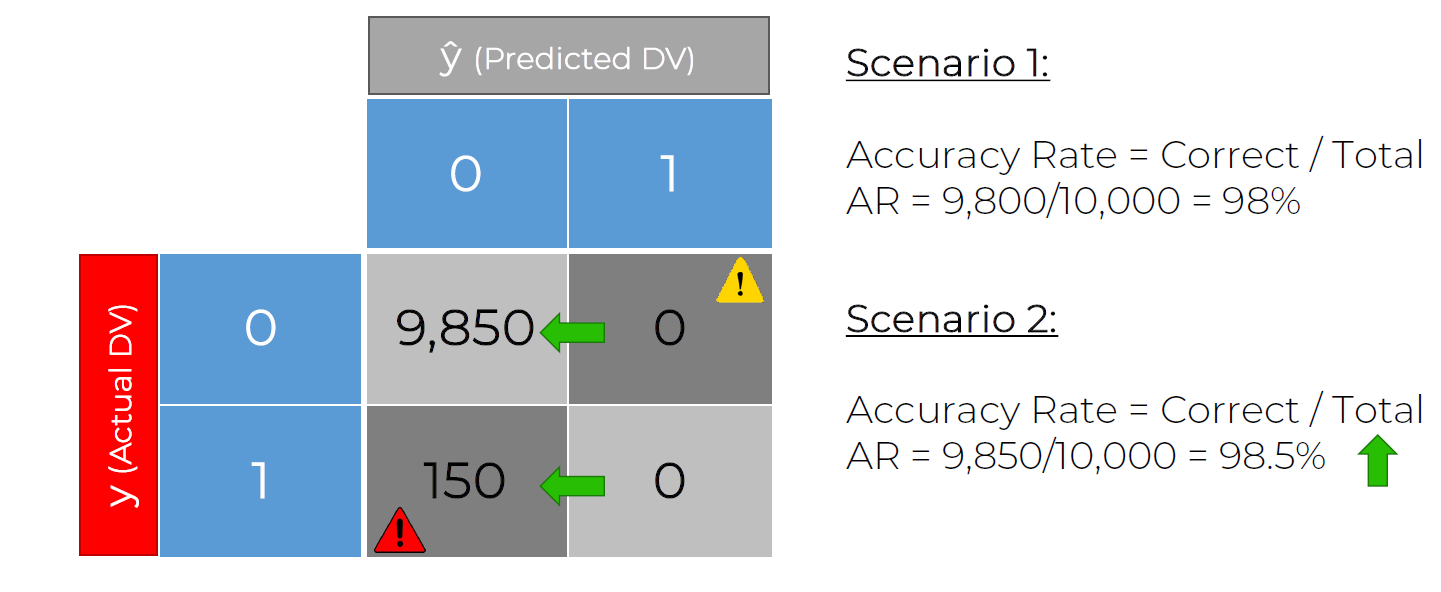 ŷ (Predicted DV)
0 1
y (Actual DV)
0 9,850 0
1 150 0
Scenario 1:
Accuracy Rate = Correct / Total
AR = 9,800/10,000 = 98%
Scenario 2:
Accuracy Rate = Correct / Total
AR = 9,850/10,000 = 98.5%